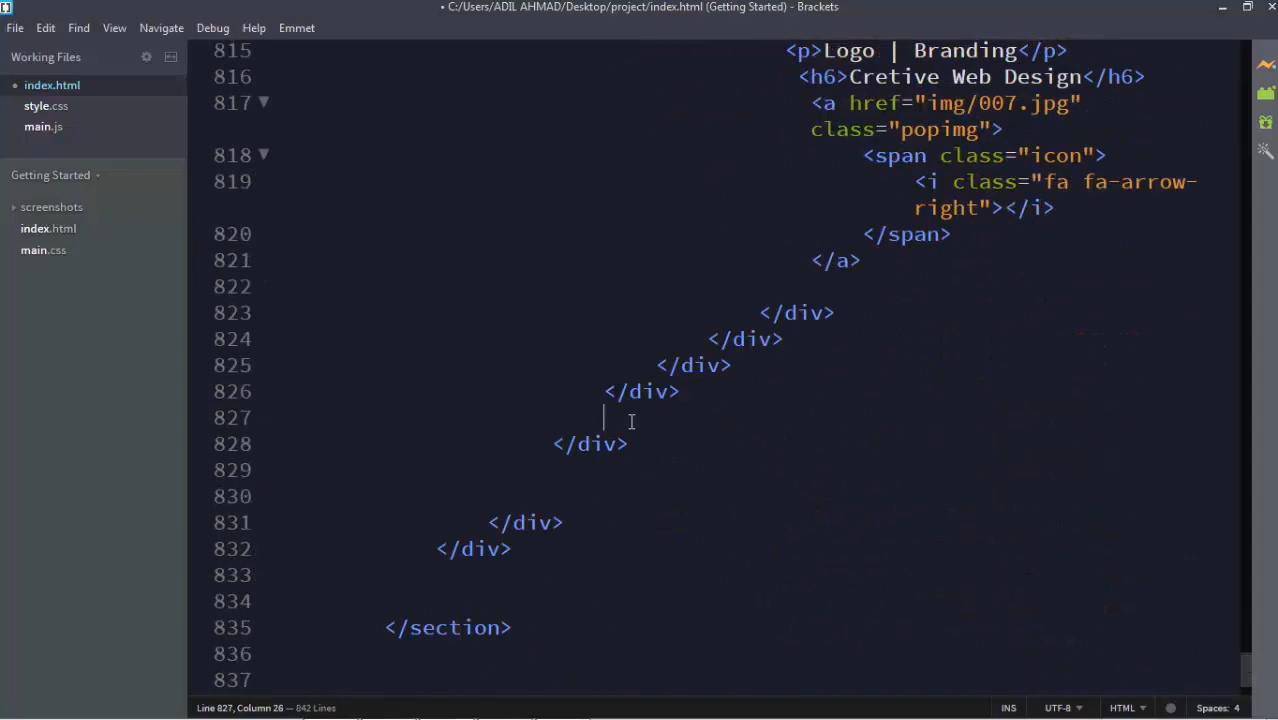 • C:/Users/ADIL AHMAD/Desktop/project/index.html (Getting Started) - Brackets
File Edit Find View Navigate Debug Help Emmet
Working Files
index.html
style.css
main.js
Getting Started
screenshots
index.html
main.css
815 <p>Logo | Branding</p>
816 <h6>Cretive Web Design</h6>
817 <a href="img/007.jpg"
class="popimg">
818 <span class="icon">
819 <i class="fa fa-arrow-
right"></i>
820 </span>
821 </a>
822
823 </div>
824 </div>
825 </div>
826 </div>
827
828 </div>
829
830
831 </div>
832 </div>
833
834
835 </section>
836
837
Line 827, Column 26 — 842 Lines
INS UTF-8 HTML Spaces: 4